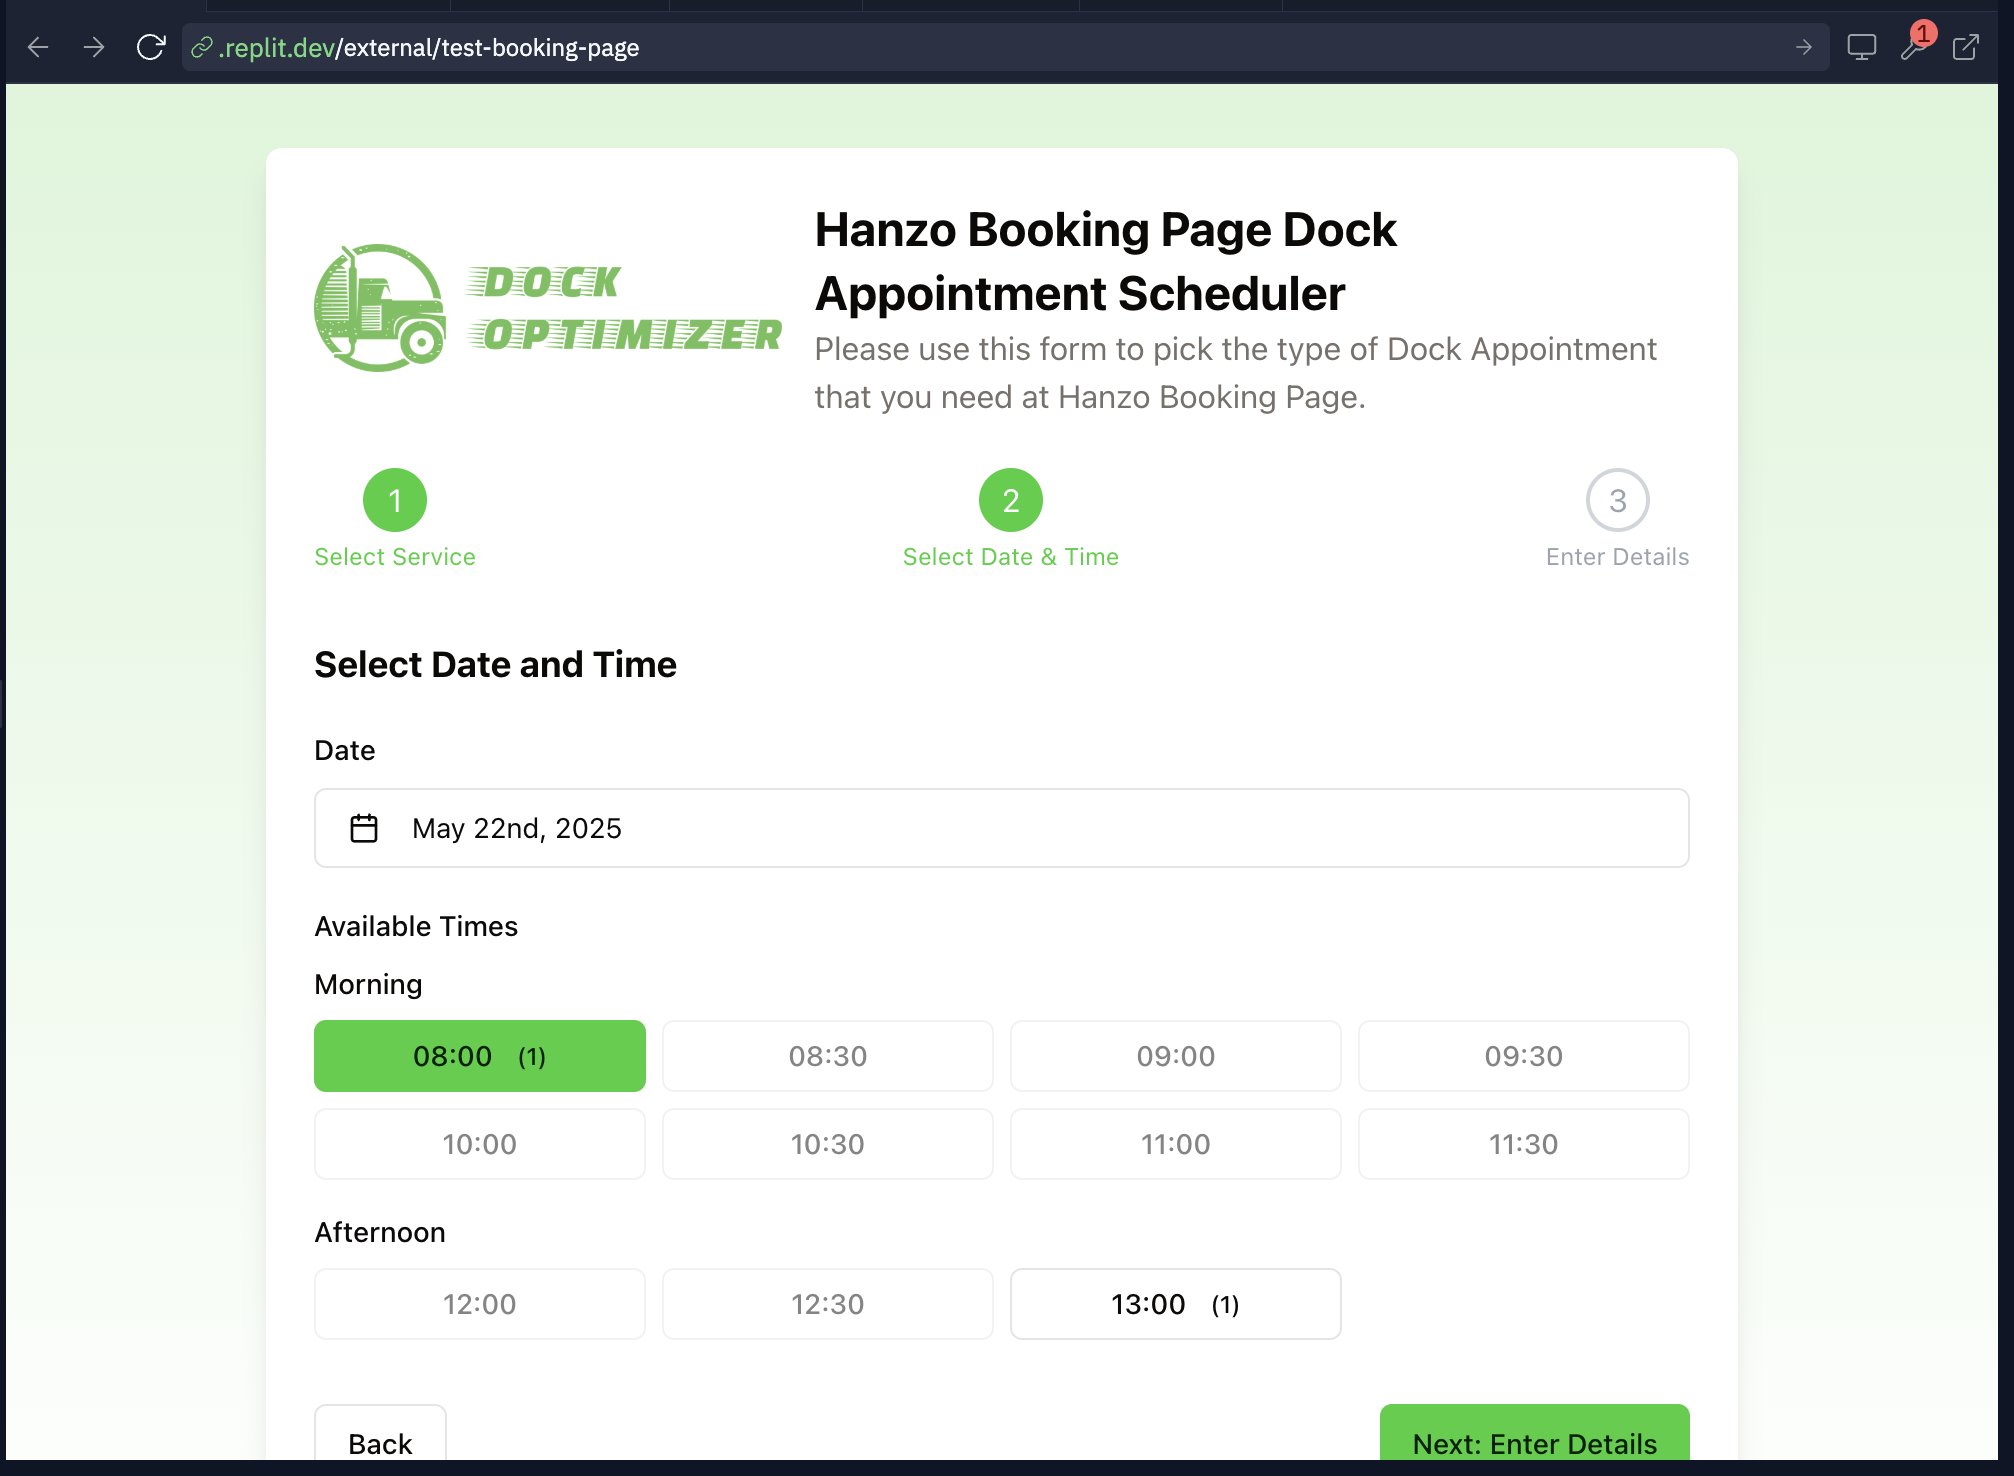 .replit.dev/external/test-booking-page
1
DOCK
OPTIMIZER
Hanzo Booking Page Dock
Appointment Scheduler
Please use this form to pick the type of Dock Appointment
that you need at Hanzo Booking Page.
1
Select Service
2
Select Date & Time
3
Enter Details
Select Date and Time
Date
May 22nd, 2025
Available Times
Morning
08:00 (1) 08:30 09:00 09:30
10:00 10:30 11:00 11:30
Afternoon
12:00 12:30 13:00 (1)
Back Next: Enter Details